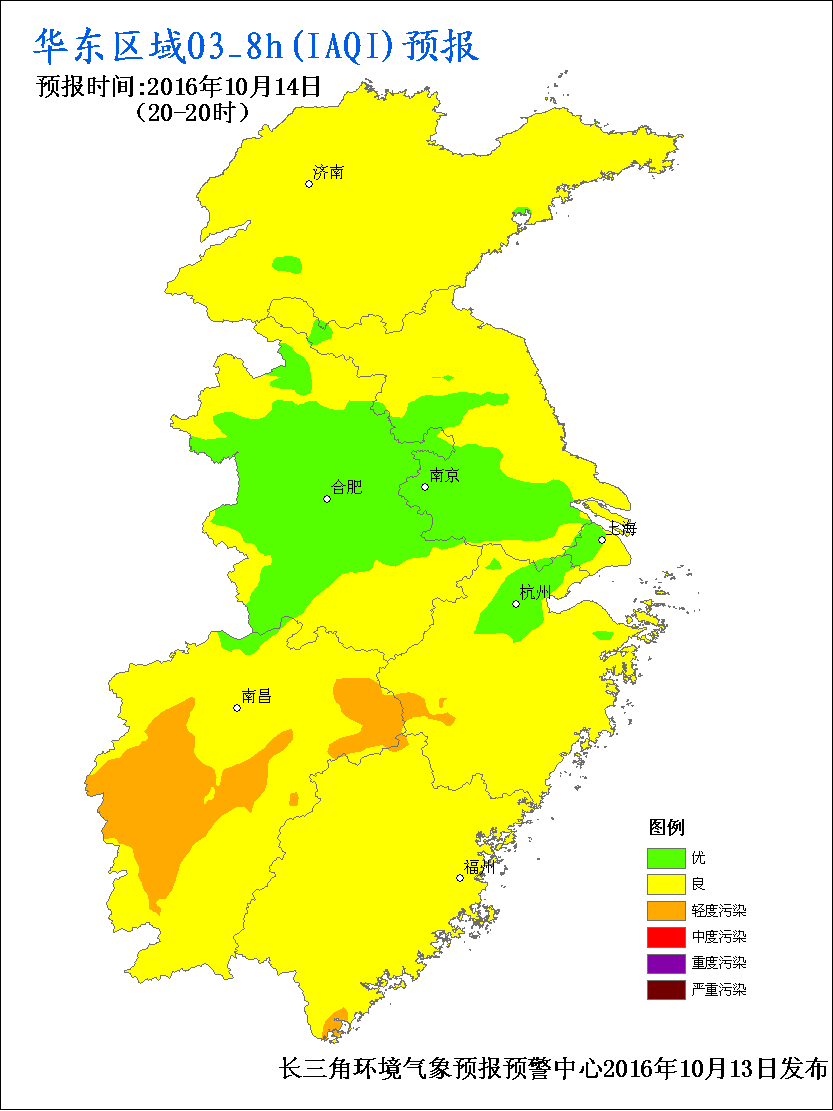 华东区域O3_8h(IAQI)预报
预报时间:2016年10月14日
（20-20时）
济南
合肥
南京
上海
杭州
南昌
福州
图例
优
良
轻度污染
中度污染
重度污染
严重污染
长三角环境气象预报预警中心2016年10月13日发布